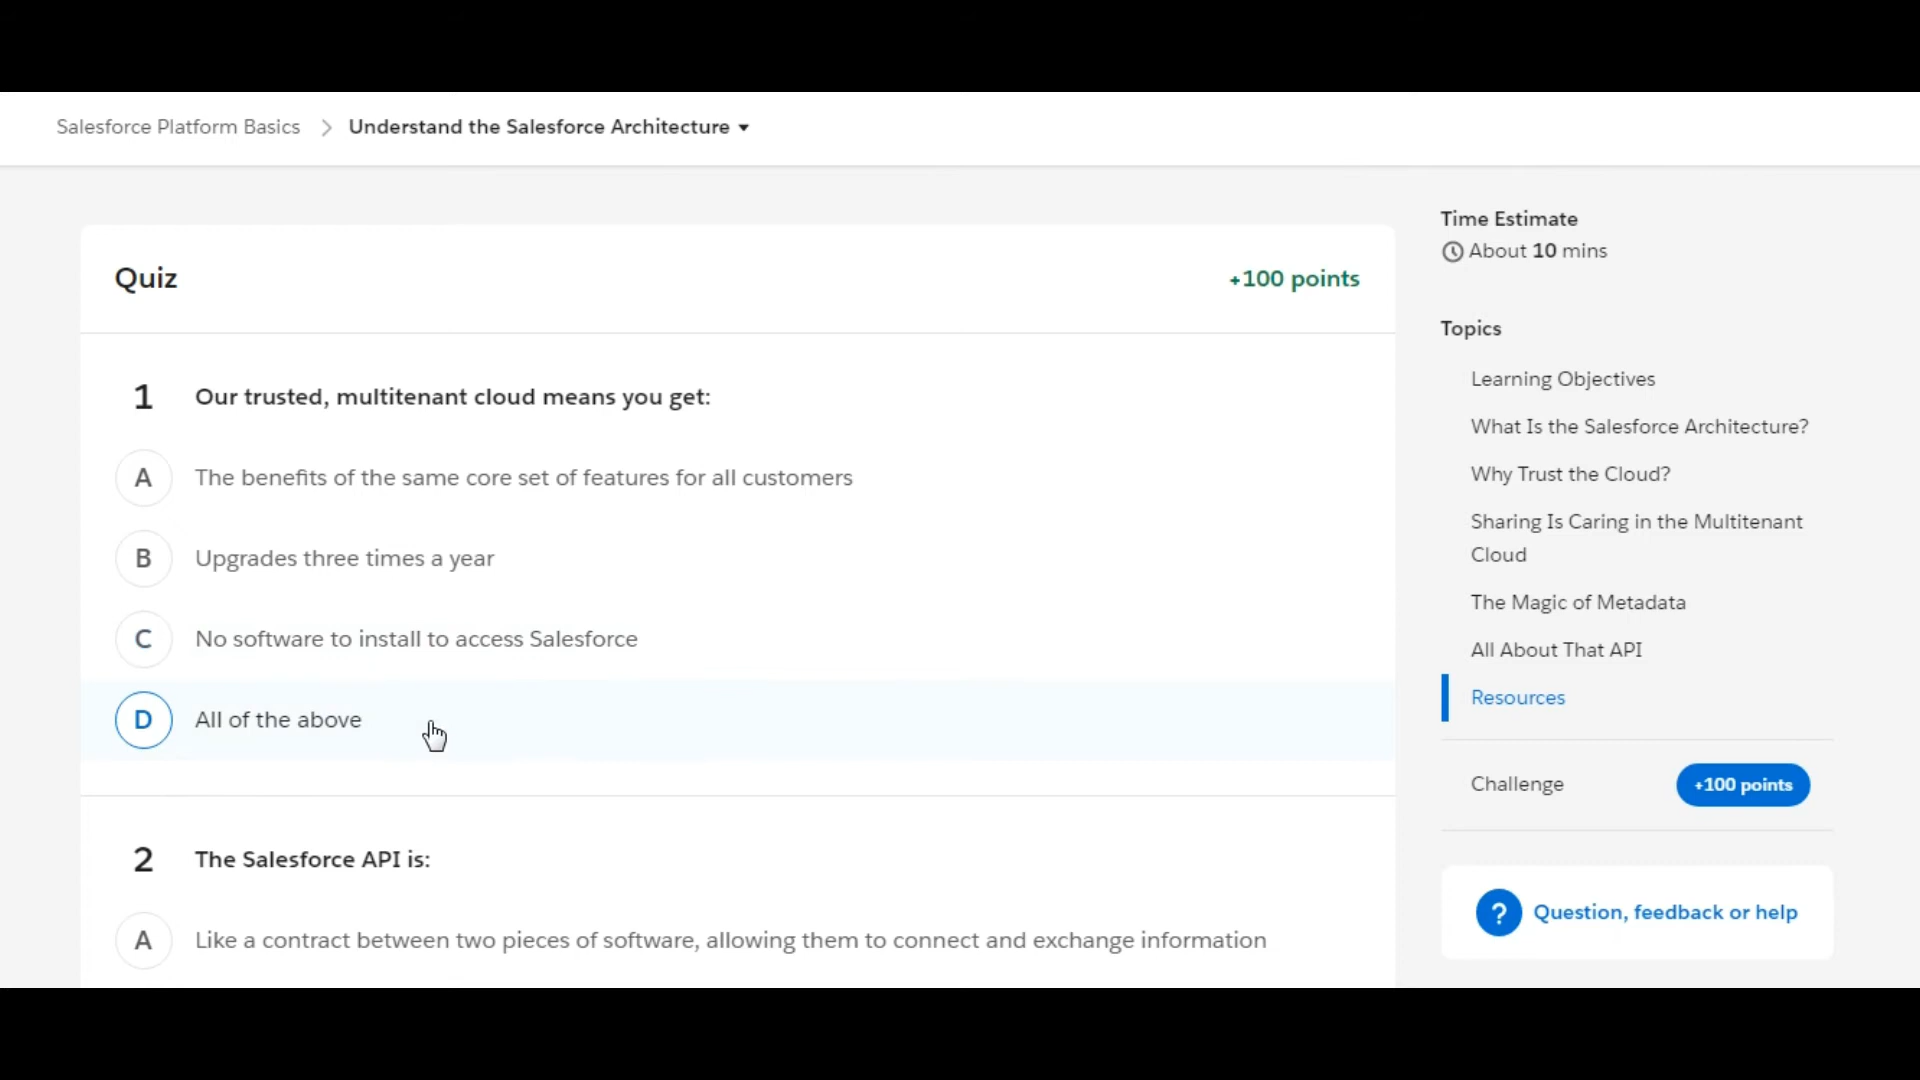 Salesforce Platform Basics
Understand the Salesforce Architecture
Quiz
+100 points
1
Our trusted, multitenant cloud means you get:
A
The benefits of the same core set of features for all customers
B
Upgrades three times a year
C
No software to install to access Salesforce
D
All of the above
2
The Salesforce API is:
A
Like a contract between two pieces of software, allowing them to connect and exchange information
Time Estimate
About 10 mins
Topics
Learning Objectives
What Is the Salesforce Architecture?
Why Trust the Cloud?
Sharing Is Caring in the Multitenant
Cloud
The Magic of Metadata
All About That API
Resources
Challenge
+100 points
?
Question, feedback or help